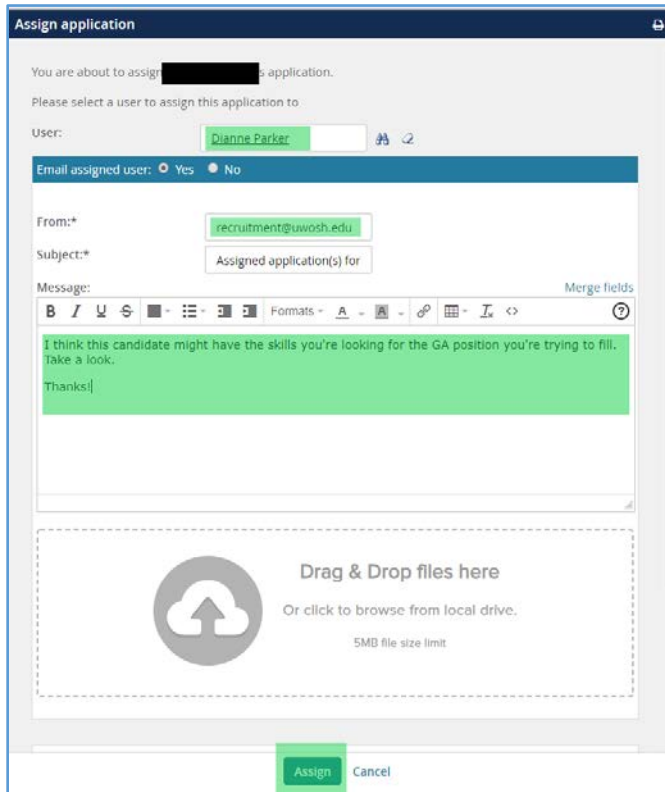 Assign application
You are about to assign s application.
Please select a user to assign this application to
User: Dianne Parker
Email assigned user: Yes No
From:* recruitment@uwosh.edu
Subject:* Assigned application(s) for
Message: Merge fields
B I U S Formats A A
I think this candidate might have the skills you're looking for the GA position you're trying to fill.
Take a look.
Thanks!
Drag & Drop files here
Or click to browse from local drive.
5MB file size limit
Assign Cancel